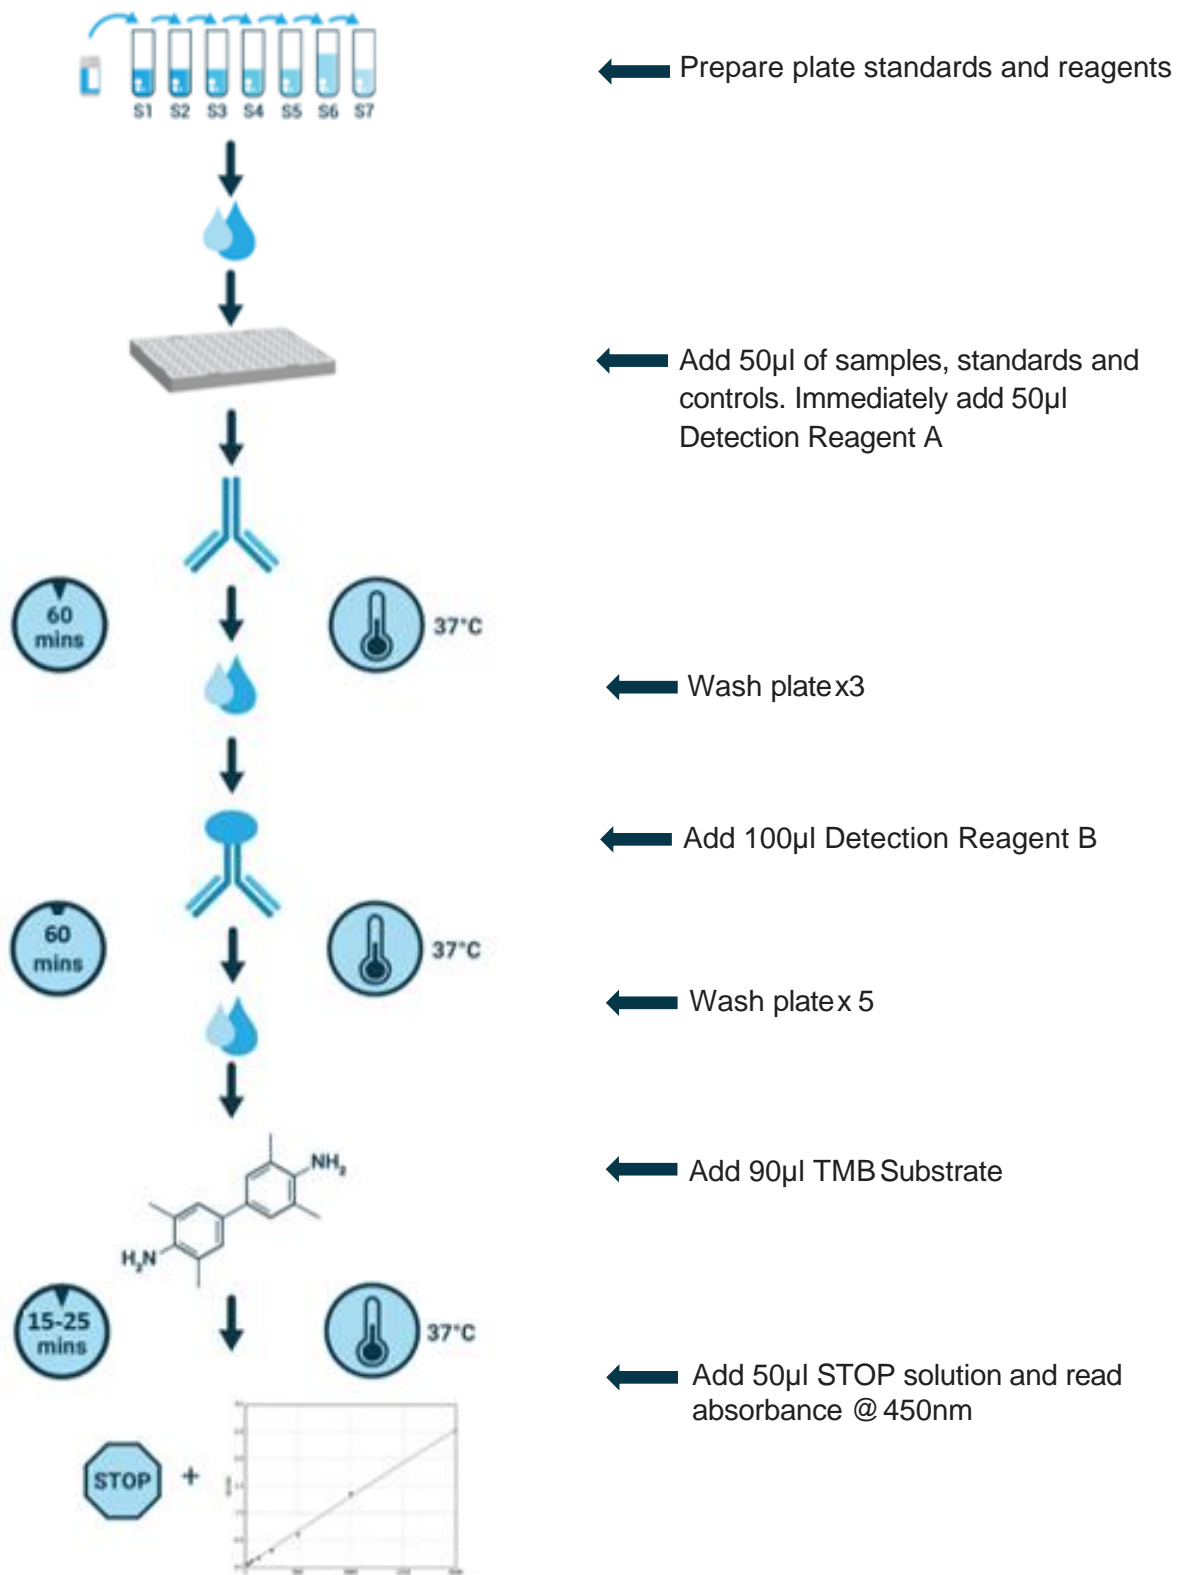 S1 S2 S3 S4 S5 S6 S7
Prepare plate standards and reagents
Add 50µl of samples, standards and
controls. Immediately add 50µl
Detection Reagent A
60
mins
37°C
Wash plate x3
Add 100µl Detection Reagent B
60
mins
37°C
Wash plate x 5
NH₂
H₂N
Add 90µl TMB Substrate
15-25
mins
37°C
Add 50µl STOP solution and read
absorbance @ 450nm
STOP +